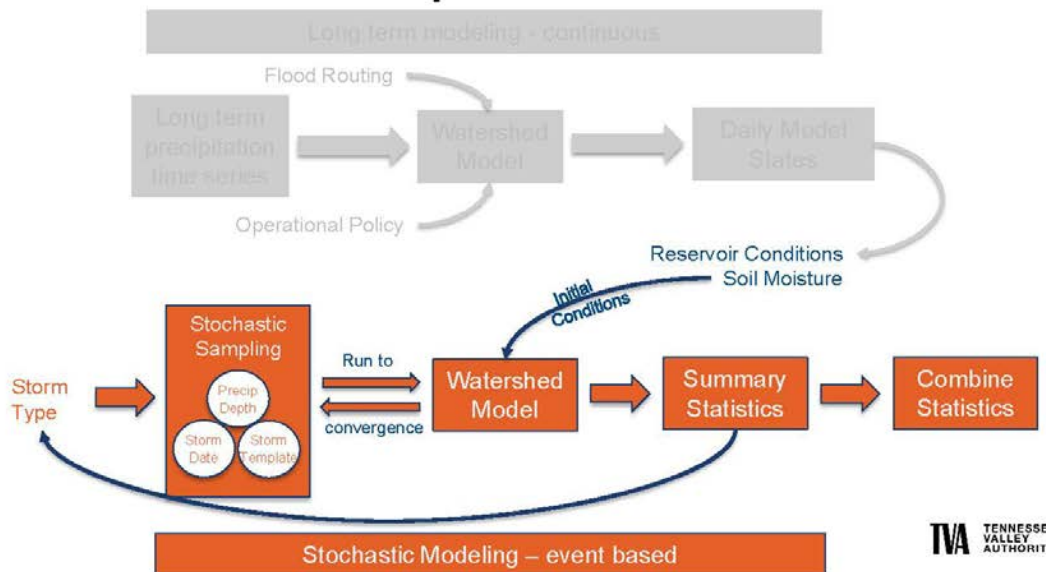 Long term modeling - continuous
Flood Routing
Long term
precipitation
time series
Watershed
Model
Daily Model
States
Operational Policy
Reservoir Conditions
Soil Moisture
Initial
Conditions
Stochastic
Sampling
Precip
Depth
Storm
Date
Storm
Template
Storm
Type
Run to
convergence
Watershed
Model
Summary
Statistics
Combine
Statistics
Stochastic Modeling – event based
TVA
TENNESSE
VALLEY
AUTHORIT